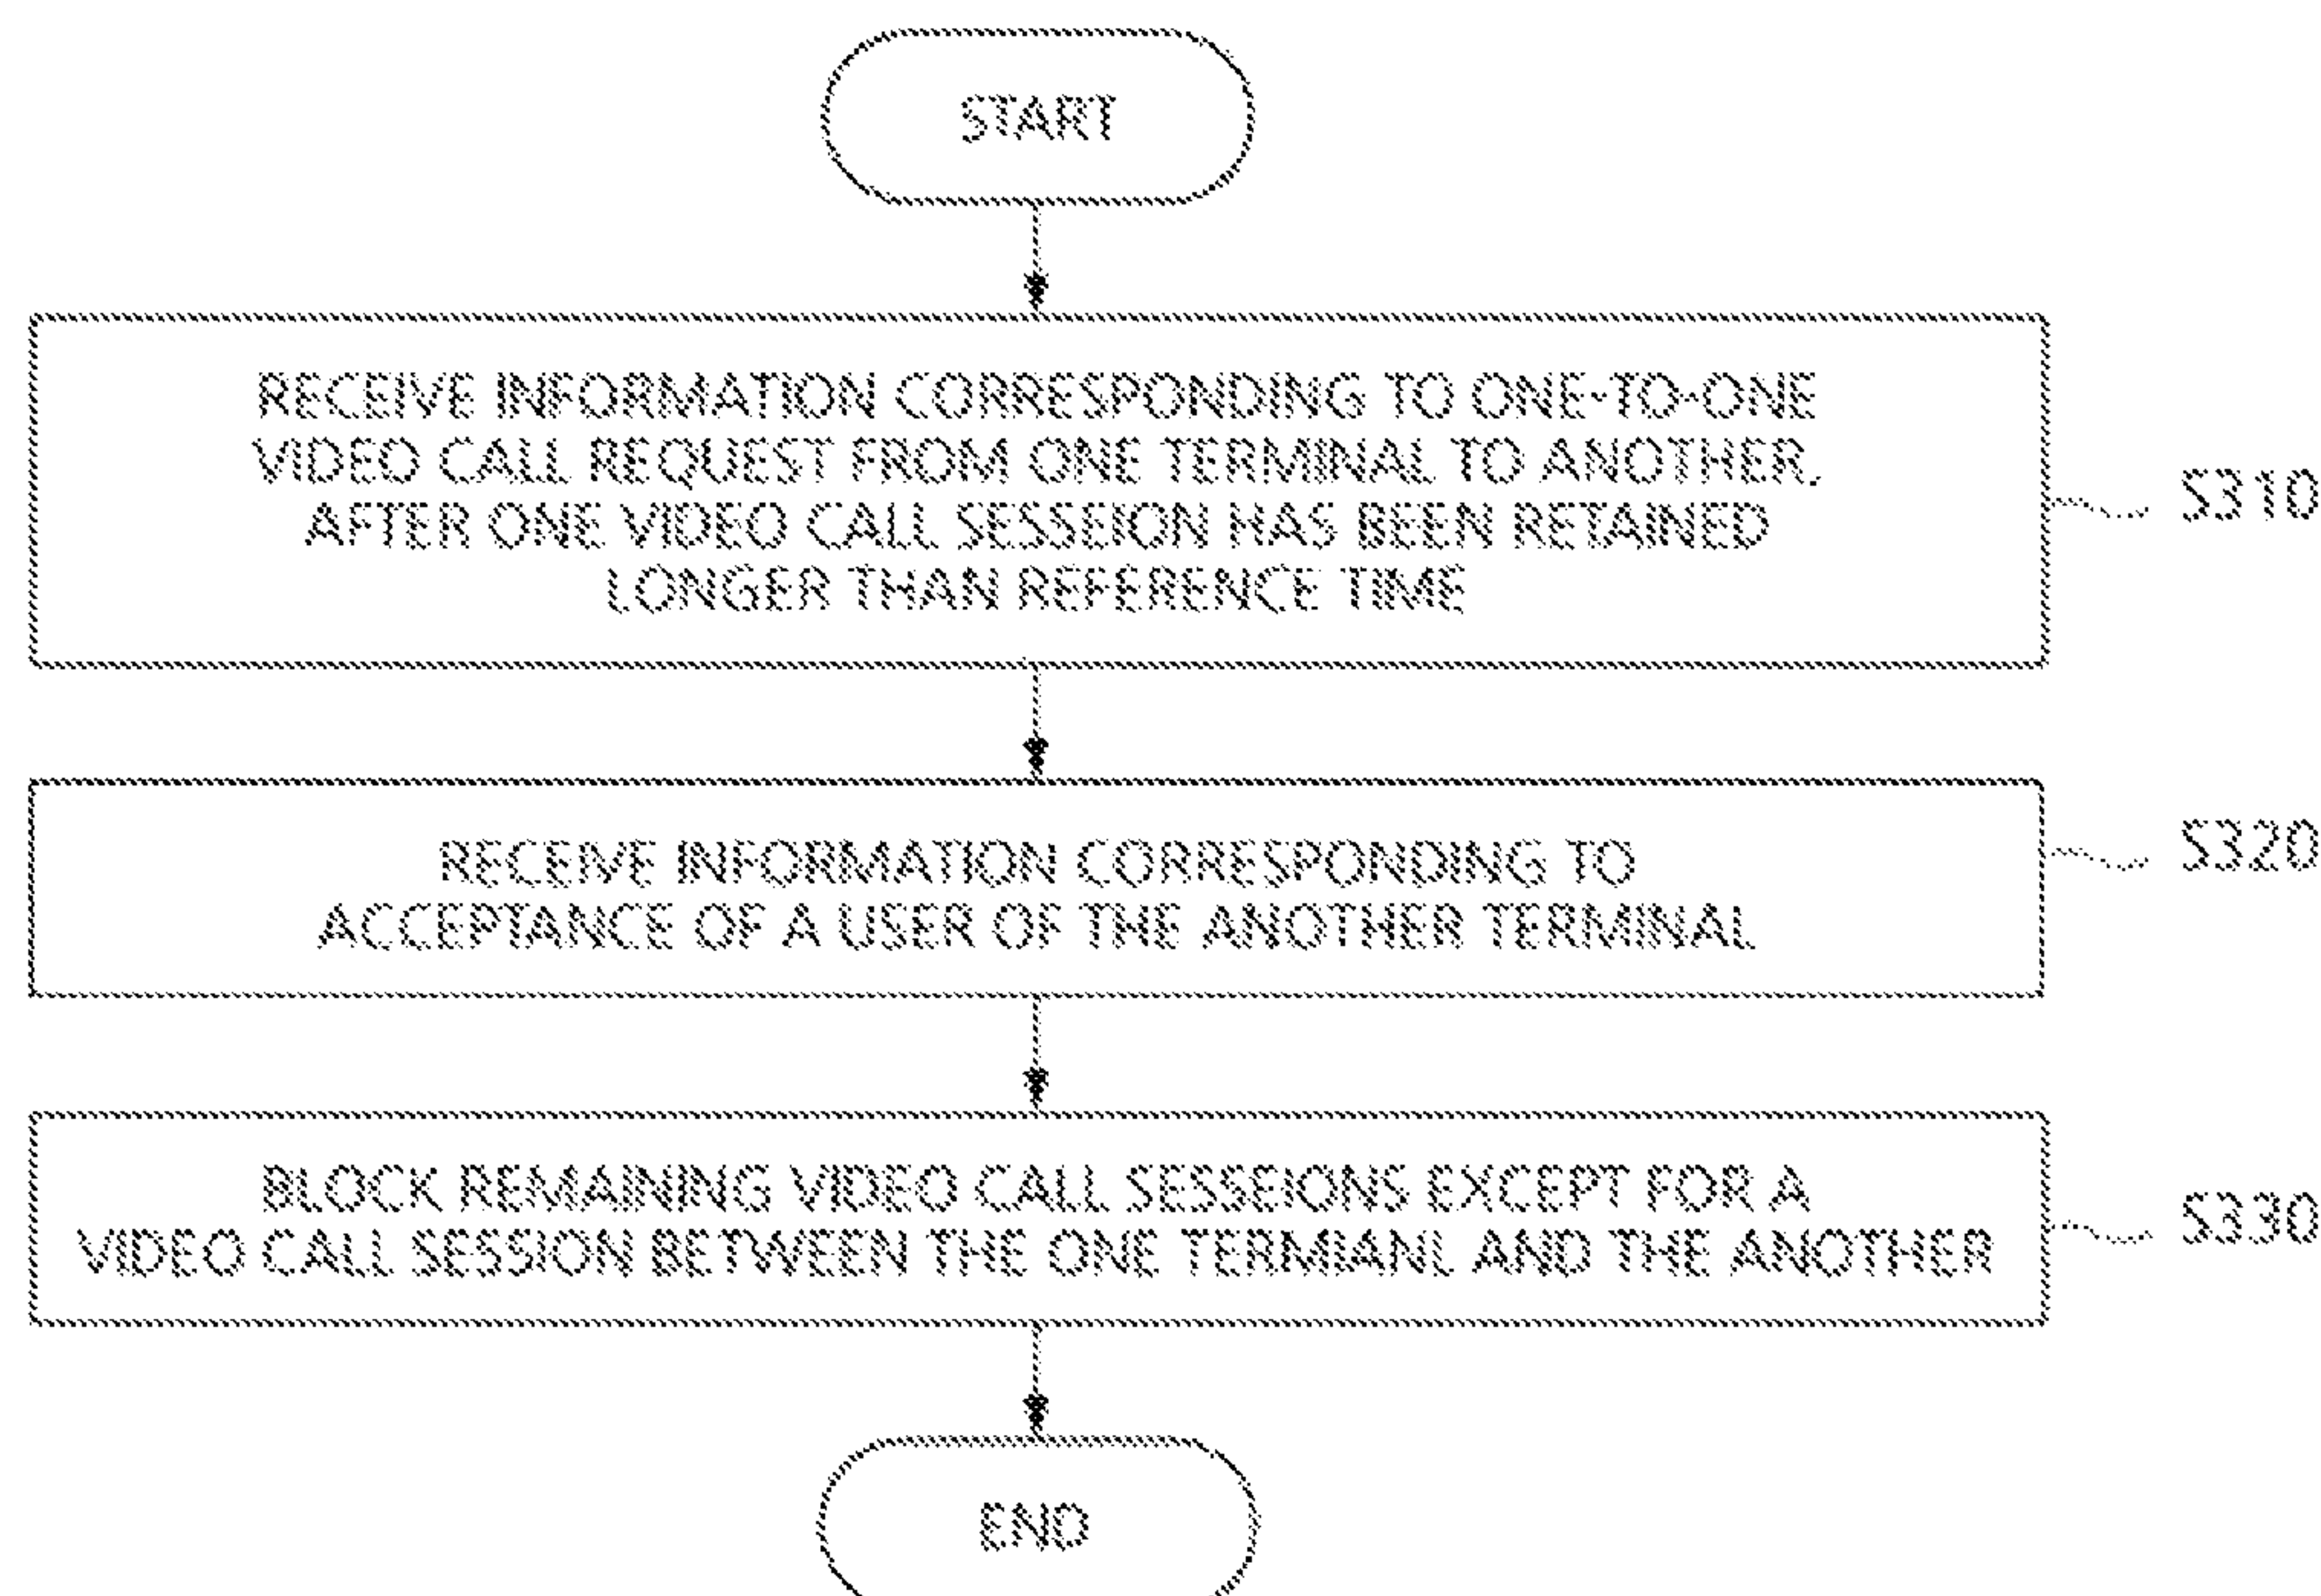 START
RECEIVE INFORMATION CORRESPONDING TO ONE-TO-ONE
VIDEO CALL REQUEST FROM ONE TERMINAL TO ANOTHER,
AFTER ONE VIDEO CALL SESSEION HAS BEEN RETAINED
LONGER THAN REFERENCE TIME
S310
RECEIVE INFORMATION CORRESPONDING TO
ACCEPTANCE OF A USER OF THE ANOTHER TERMINAL
S320
BLOCK REMAINING VIDEO CALL SESSEIONS EXCEPT FOR A
VIDEO CALL SESSION BETWEEN THE ONE TERMIANL AND THE ANOTHER
S330
END